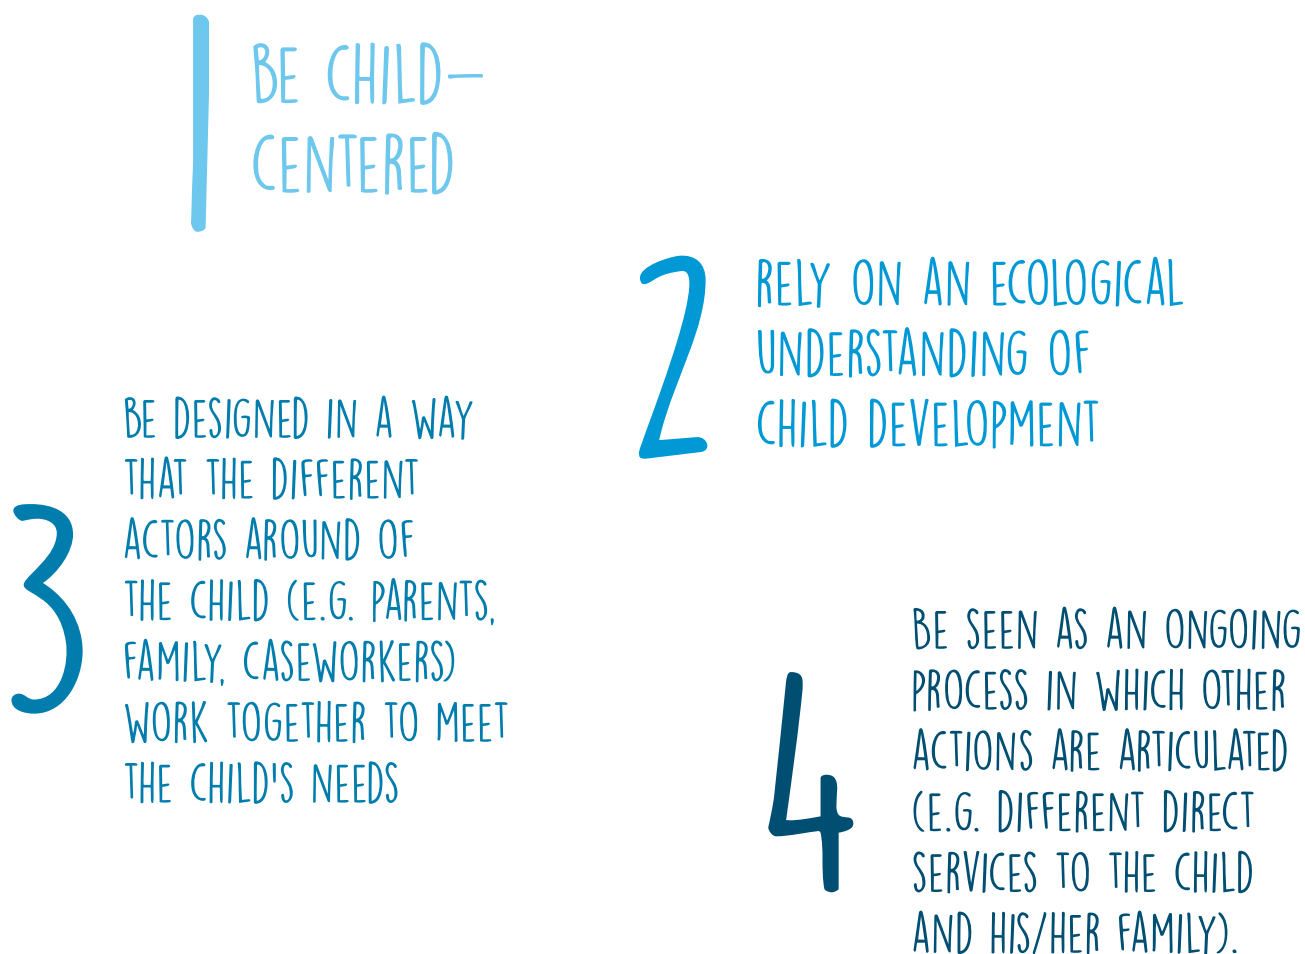 1
BE CHILD-
CENTERED
2
RELY ON AN ECOLOGICAL
UNDERSTANDING OF
CHILD DEVELOPMENT
3
BE DESIGNED IN A WAY
THAT THE DIFFERENT
ACTORS AROUND OF
THE CHILD (E.G. PARENTS,
FAMILY, CASEWORKERS)
WORK TOGETHER TO MEET
THE CHILD'S NEEDS
4
BE SEEN AS AN ONGOING
PROCESS IN WHICH OTHER
ACTIONS ARE ARTICULATED
(E.G. DIFFERENT DIRECT
SERVICES TO THE CHILD
AND HIS/HER FAMILY).